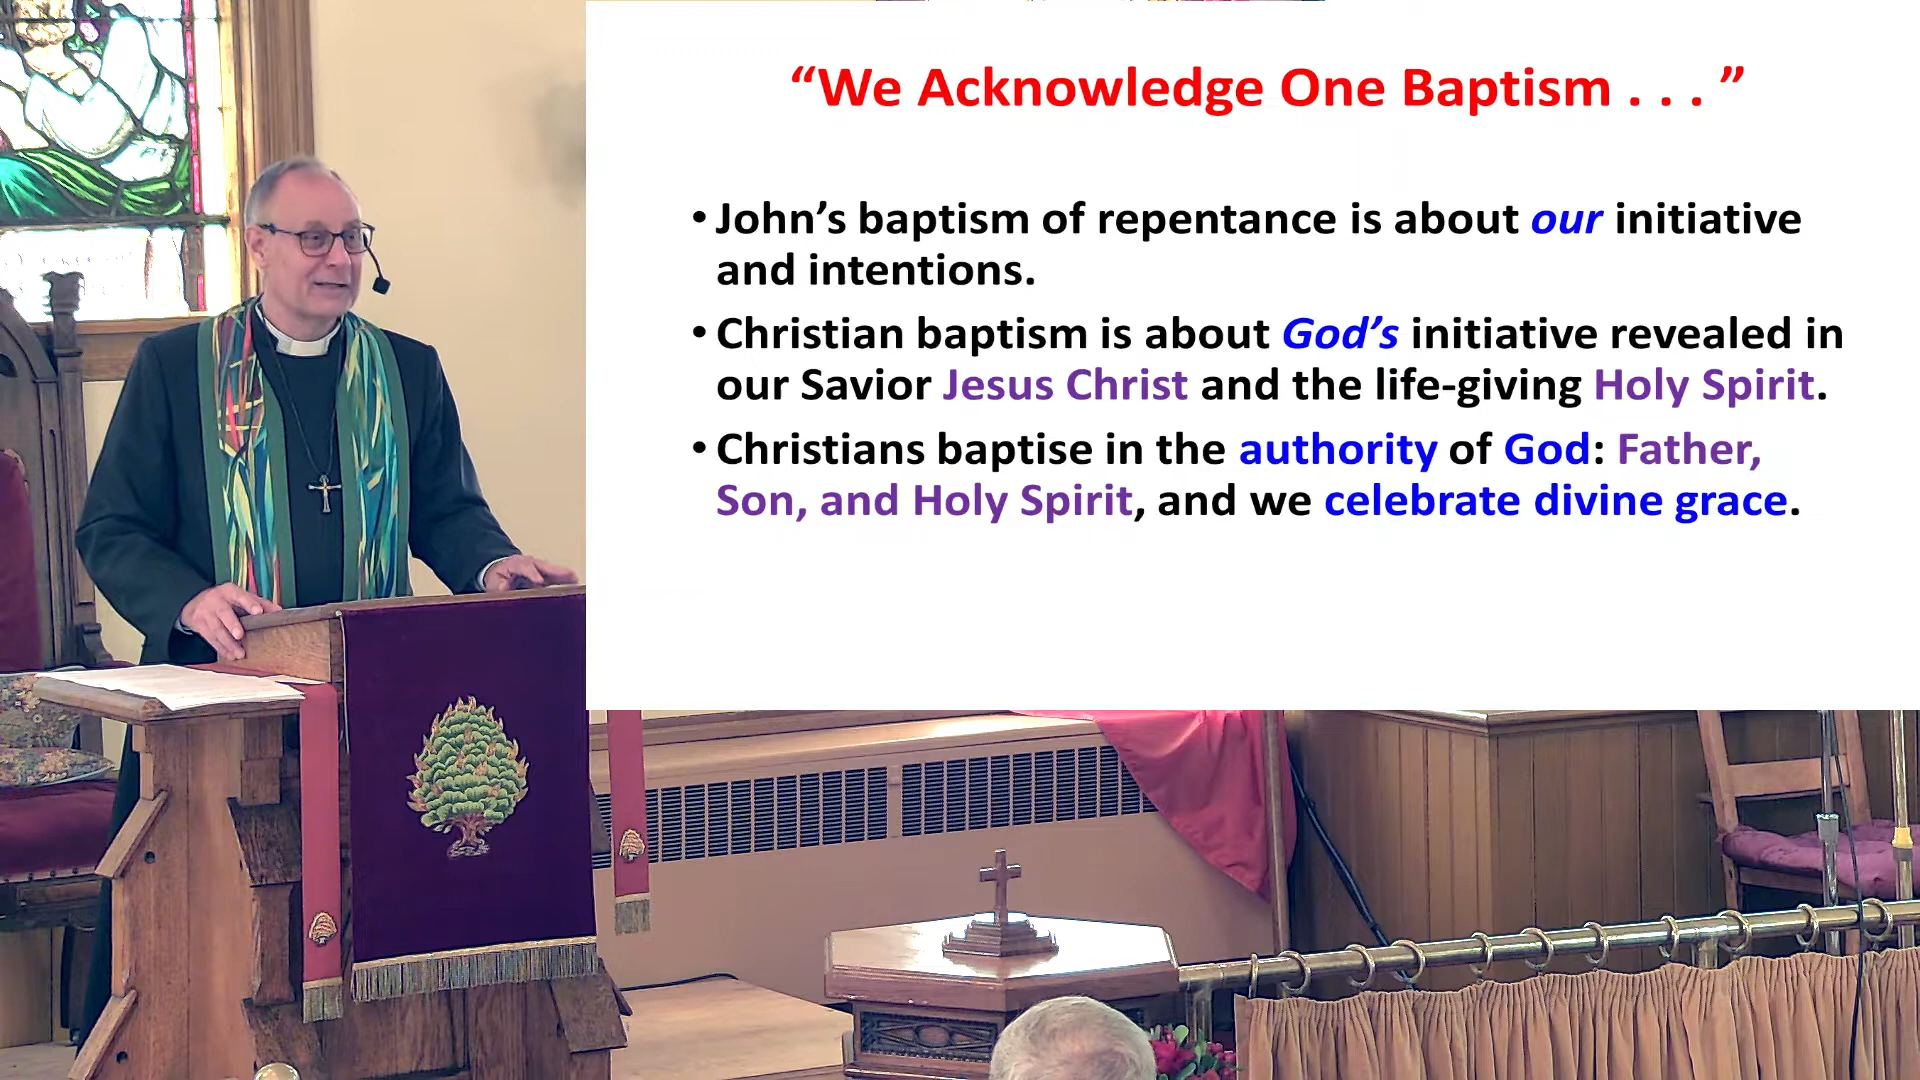 “We Acknowledge One Baptism . . . ”
• John’s baptism of repentance is about our initiative
and intentions.
• Christian baptism is about God’s initiative revealed in
our Savior Jesus Christ and the life-giving Holy Spirit.
• Christians baptise in the authority of God: Father,
Son, and Holy Spirit, and we celebrate divine grace.